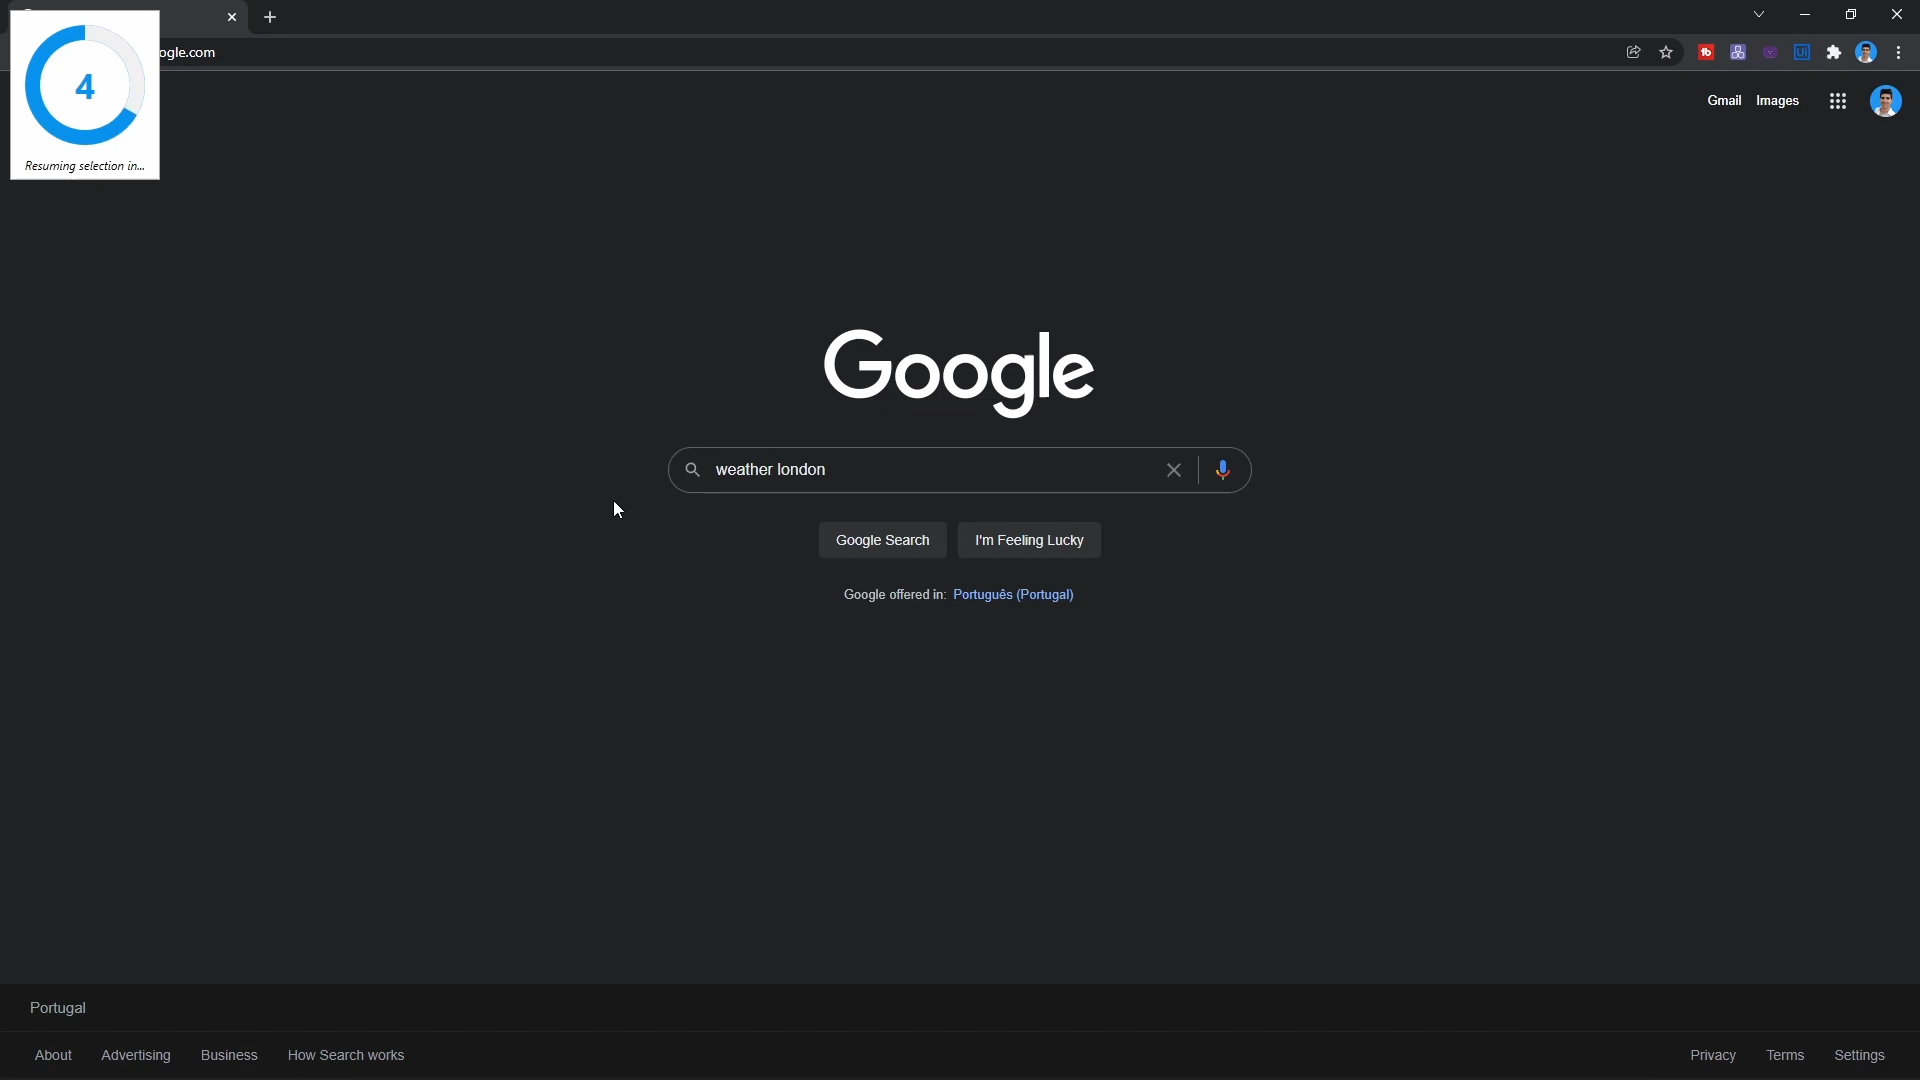 4
Resuming selection in...
ogle.com
Gmail Images
Google
weather london
Google Search I'm Feeling Lucky
Google offered in: Português (Portugal)
Portugal
About Advertising Business How Search works Privacy Terms Settings